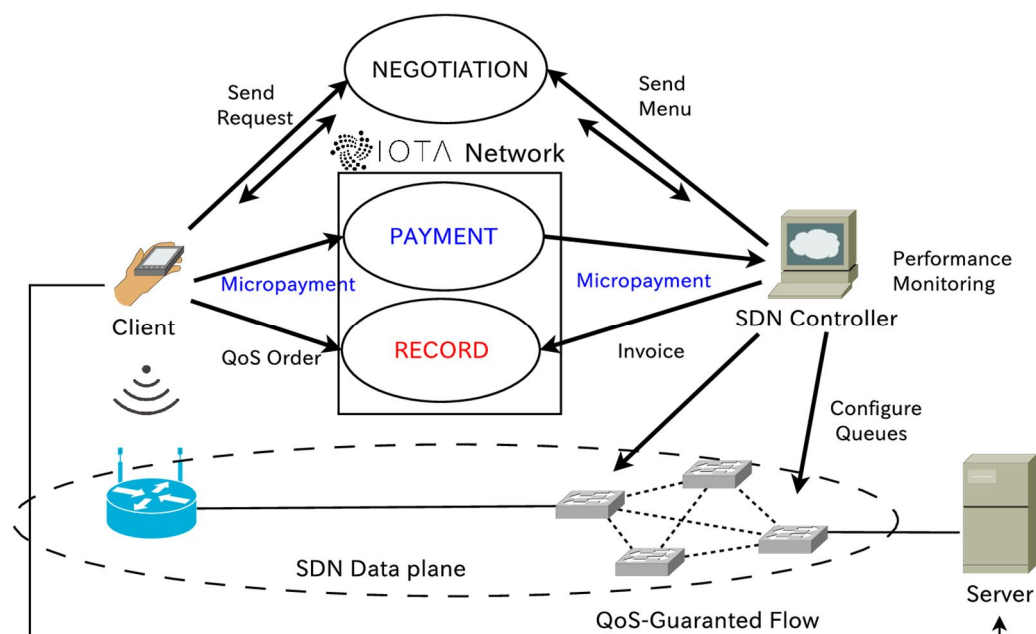 NEGOTIATION
Send
Request
Send
Menu
IOTA Network
PAYMENT
Micropayment
Micropayment
Performance
Monitoring
Client
SDN Controller
QoS Order
RECORD
Invoice
Configure
Queues
SDN Data plane
Server
QoS-Guaranted Flow